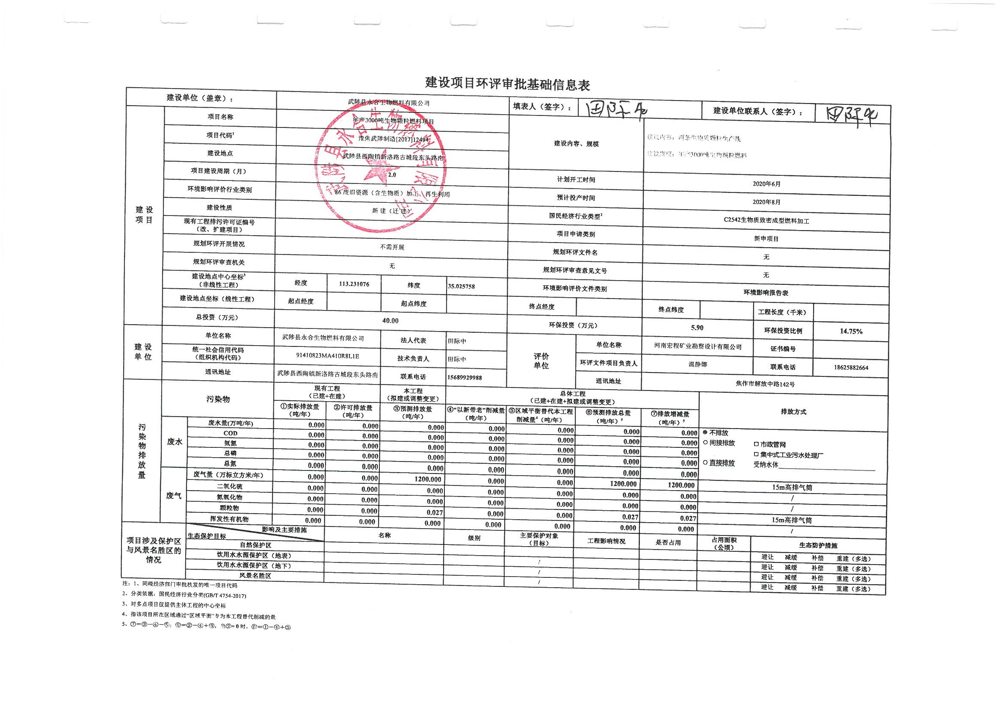 建设项目环评审批基础信息表
建设单位（盖章）： 武陟县永合生物燃料有限公司 填表人（签字）： 田际中 建设单位联系人（签字）： 田际中
建设项目
项目名称 年产3000吨生物颗粒燃料项目 建设内容、规模 建设内容：两条生物质颗粒生产线
项目代码¹ 豫焦武陟制造[2017]12494 建设规模：年产3000吨生物颗粒燃料
建设地点 武陟县西陶镇新洛路古城段东头路南
项目建设周期（月） 2.0 计划开工时间 2020年6月
环境影响评价行业类别 86 废旧资源（含生物质）加工、再生利用 预计投产时间 2020年8月
建设性质 新 建（迁 建） 国民经济行业类型² C2542生物质致密成型燃料加工
现有工程排污许可证编号（改、扩建项目） 项目申请类别 新申项目
规划环评开展情况 不需开展 规划环评文件名 无
规划环评审查机关 无 规划环评审查意见文号 无
建设地点中心坐标³（非线性工程） 经度 113.231076 纬度 35.025758 环境影响评价文件类别 环境影响报告表
建设地点坐标（线性工程） 起点经度 起点纬度 终点经度 终点纬度 工程长度（千米）
总投资（万元） 40.00 环保投资（万元） 5.90 环保投资比例 14.75%
建设单位
单位名称 武陟县永合生物燃料有限公司 法人代表 田际中 评价单位 单位名称 河南宏程矿业勘察设计有限公司 证书编号
统一社会信用代码（组织机构代码） 91410823MA410R8L1E 技术负责人 田际中 环评文件项目负责人 温静娜 联系电话 18625882664
通讯地址 武陟县西陶镇新洛路古城段东头路南 联系电话 15689929988 通讯地址 焦作市解放中路142号
污染物排放量
污染物 现有工程（已建+在建） 本工程（拟建或调整变更） 总体工程（已建+在建+拟建或调整变更） 排放方式
①实际排放量（吨/年） ②许可排放量（吨/年） ③预测排放量（吨/年） ④“以新带老”削减量（吨/年） ⑤区域平衡替代本工程削减量⁴（吨/年） ⑥预测排放总量（吨/年）⁵ ⑦排放增减量（吨/年）⁵
废水
废水量(万吨/年) 0.000 0.000 0.000 0.000 0.000 0.000 0.000 ● 不排放
COD 0.000 0.000 0.000 0.000 0.000 0.000 0.000 ○ 间接排放 □ 市政管网
氨氮 0.000 0.000 0.000 0.000 0.000 0.000 0.000 □ 集中式工业污水处理厂
总磷 0.000 0.000 0.000 0.000 0.000 0.000 0.000 ○ 直接排放 受纳水体
总氮 0.000 0.000 0.000 0.000 0.000 0.000 0.000
废气
废气量（万标立方米/年） 0.000 0.000 1200.000 0.000 0.000 1200.000 1200.000 15m高排气筒
二氧化硫 0.000 0.000 0.000 0.000 0.000 0.000 0.000 /
氮氧化物 0.000 0.000 0.000 0.000 0.000 0.000 0.000 /
颗粒物 0.000 0.000 0.027 0.000 0.000 0.027 0.027 15m高排气筒
挥发性有机物 0.000 0.000 0.000 0.000 0.000 0.000 0.000 /
项目涉及保护区与风景名胜区的情况
影响及主要措施 生态保护目标 名称 级别 主要保护对象（目标） 工程影响情况 是否占用 占用面积（公顷） 生态防护措施
自然保护区 避让 减缓 补偿 重建（多选）
饮用水水源保护区（地表） / 避让 减缓 补偿 重建（多选）
饮用水水源保护区（地下） / 避让 减缓 补偿 重建（多选）
风景名胜区 / 避让 减缓 补偿 重建（多选）
注：1、同级经济部门审批核发的唯一项目代码
2、分类依据：国民经济行业分类(GB/T 4754-2017)
3、对多点项目仅提供主体工程的中心坐标
4、指该项目所在区域通过“区域平衡”专为本工程替代削减的量
5、⑦=③-④-⑤；⑥=②-④+③，当②= 0 时，⑥=①-④+③
武陟县永合生物燃料有限公司